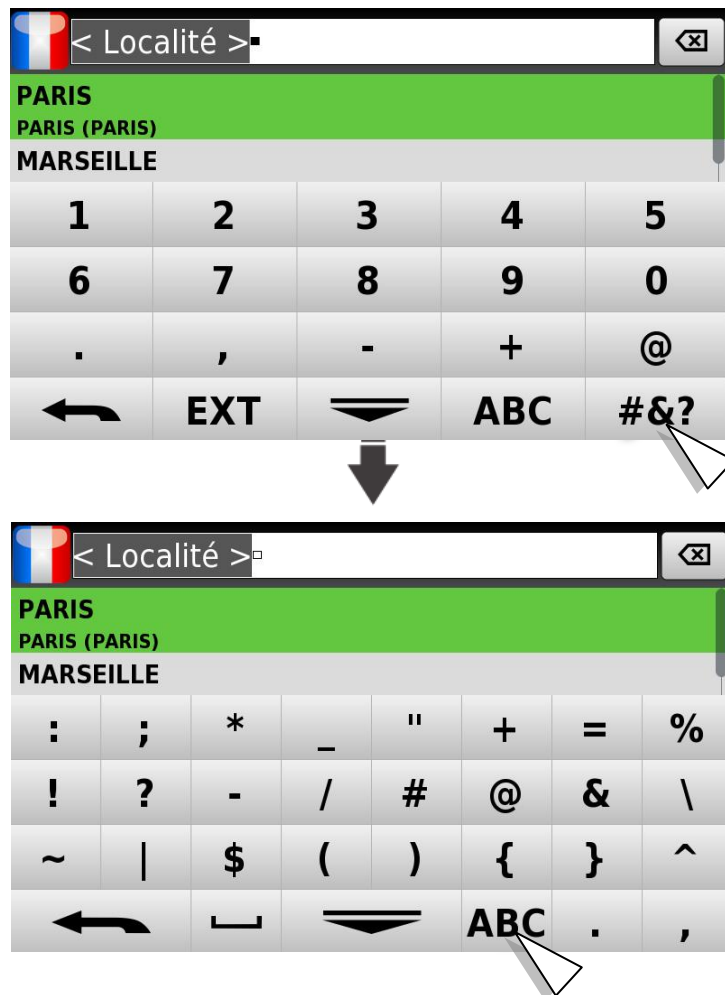 < Localité >
PARIS
PARIS (PARIS)
MARSEILLE
1 2 3 4 5
6 7 8 9 0
. , - + @
EXT ABC #&?
< Localité >
PARIS
PARIS (PARIS)
MARSEILLE
: ; * _ " + = %
! ? - / # @ & \
~ | $ ( ) { } ^
ABC . ,